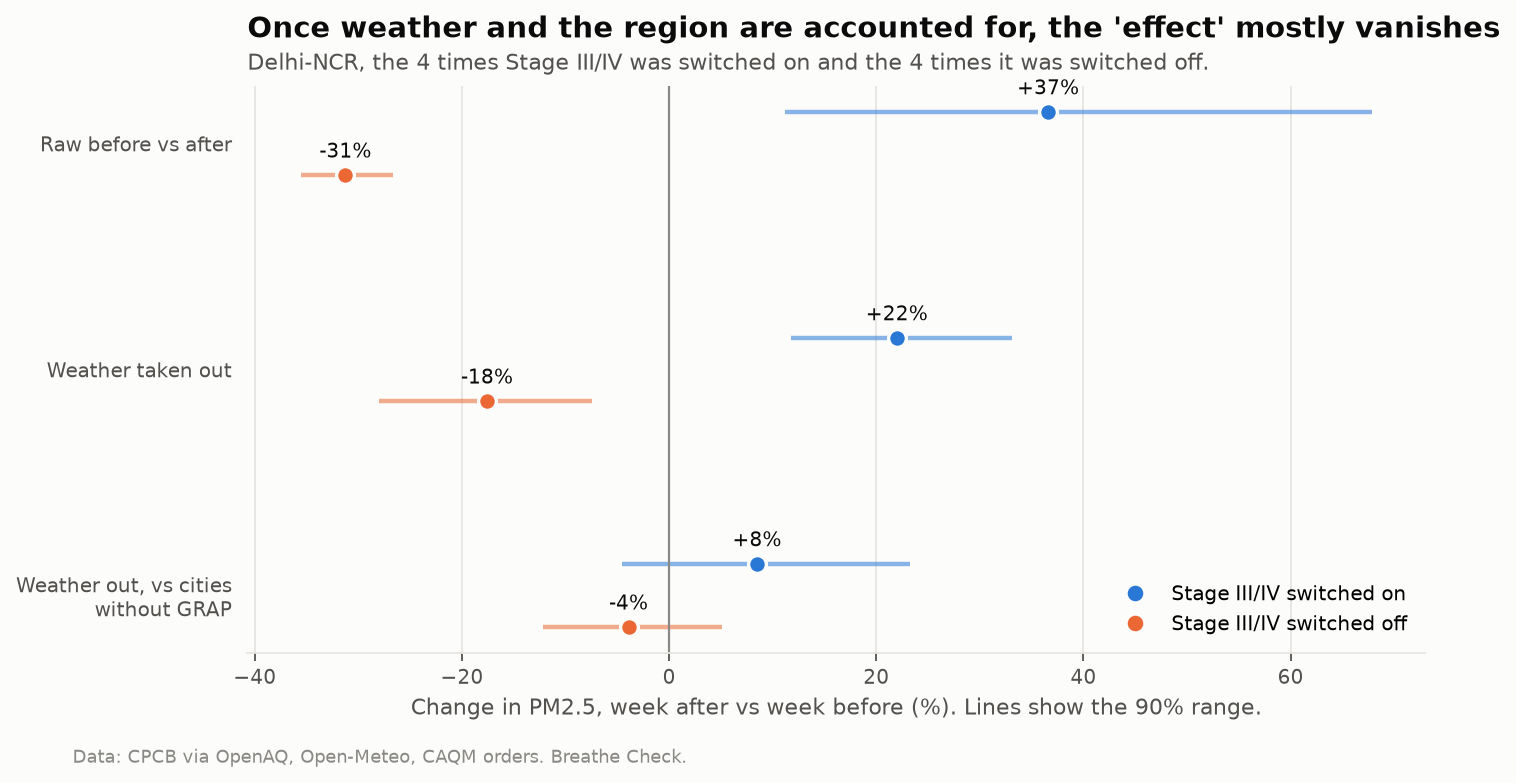 Once weather and the region are accounted for, the 'effect' mostly vanishes
Delhi-NCR, the 4 times Stage III/IV was switched on and the 4 times it was switched off.
+37%
Raw before vs after
-31%
+22%
Weather taken out
-18%
+8%
Weather out, vs cities
without GRAP
-4%
Stage III/IV switched on
Stage III/IV switched off
−40 −20 0 20 40 60
Change in PM2.5, week after vs week before (%). Lines show the 90% range.
Data: CPCB via OpenAQ, Open-Meteo, CAQM orders. Breathe Check.